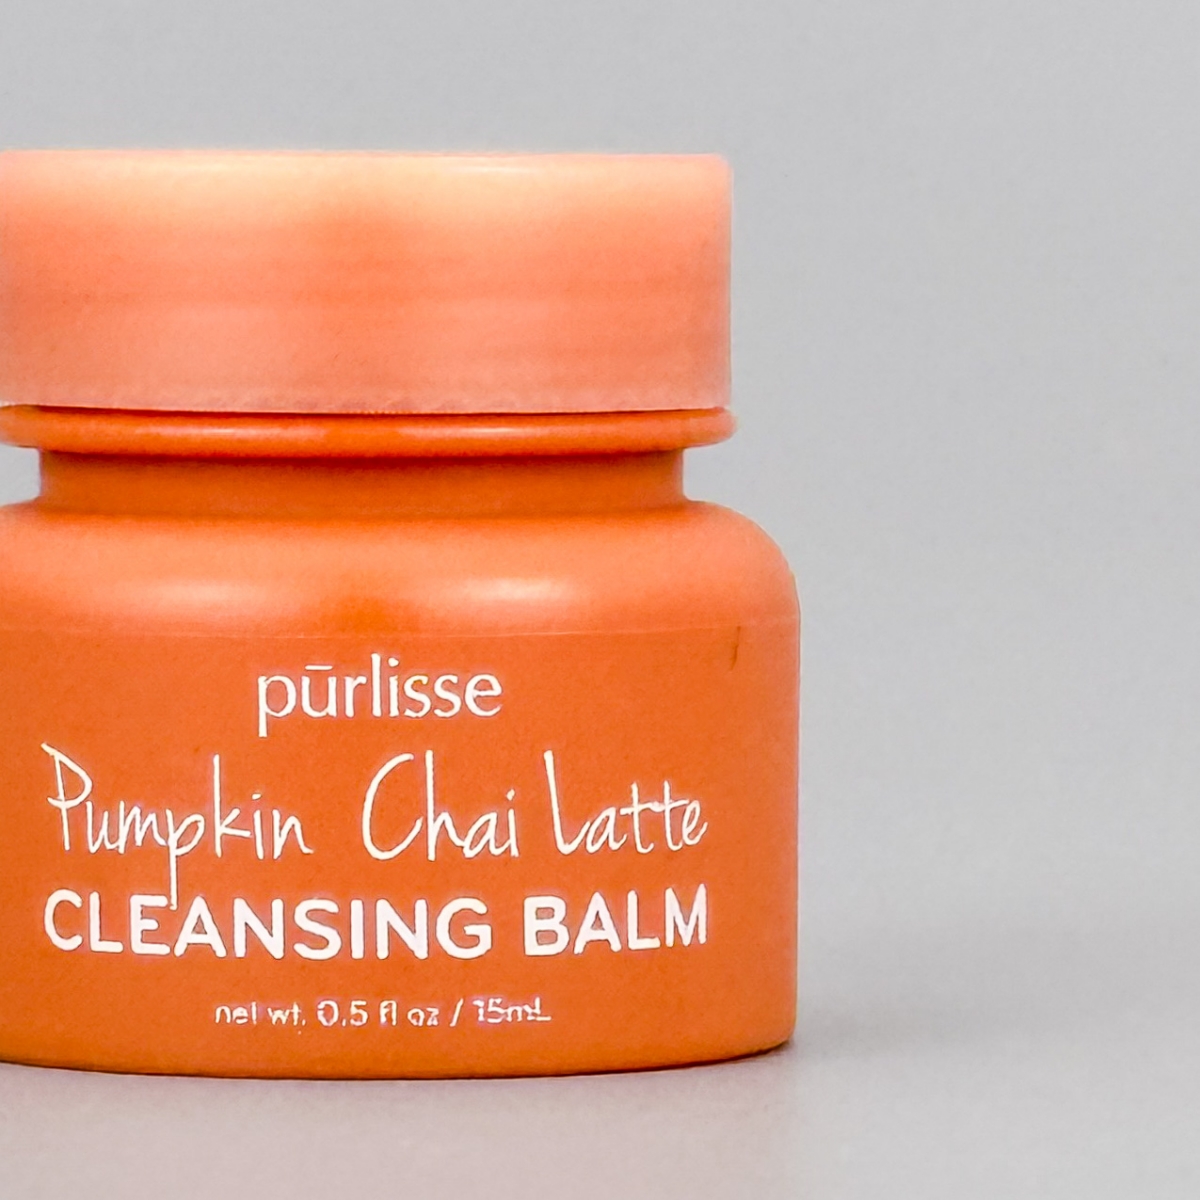 pūrlisse
Pumpkin Chai Latte
CLEANSING BALM
net wt. 0.5 fl oz / 15mL